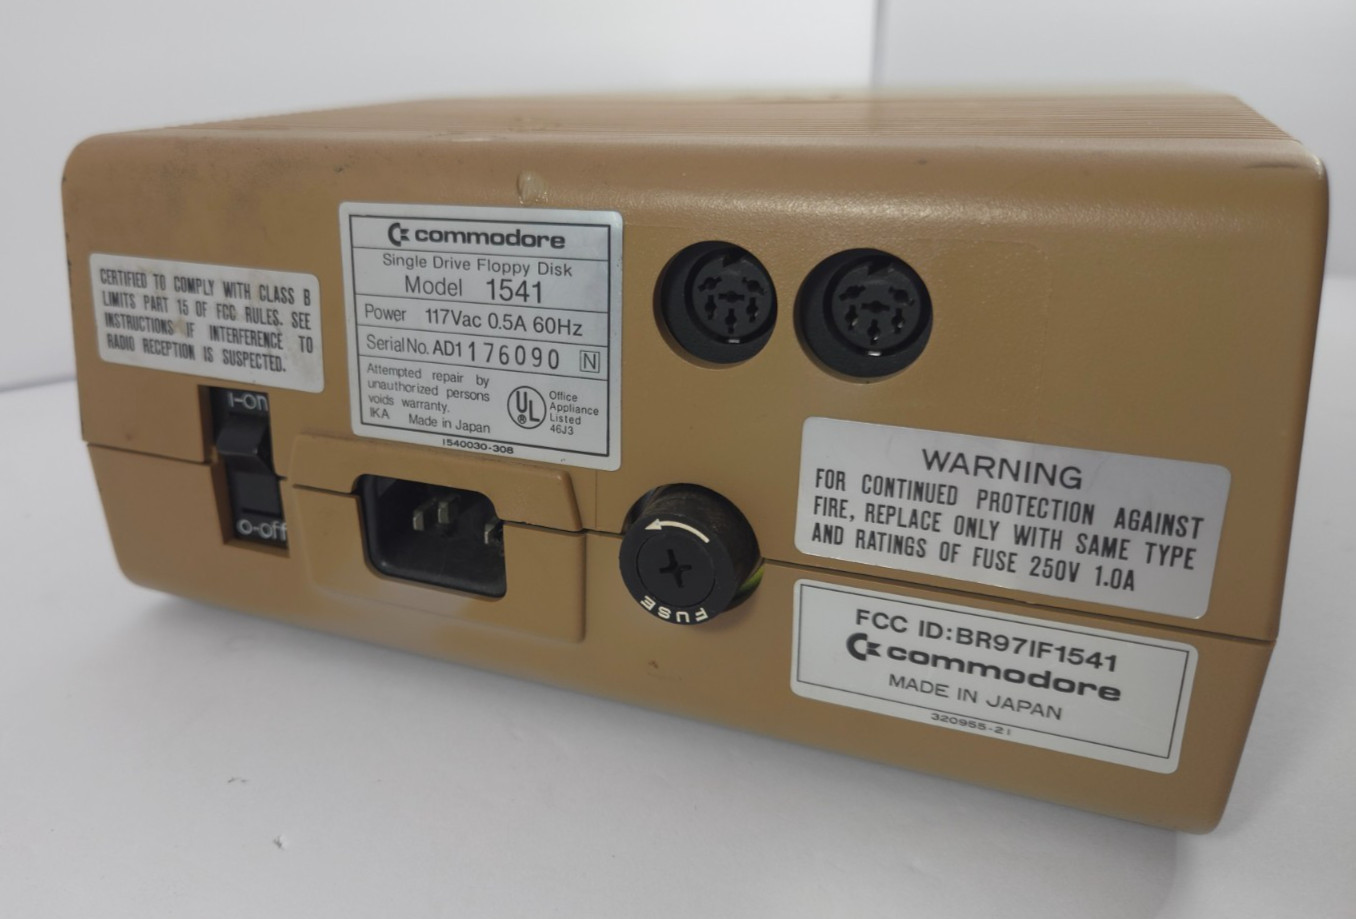 CERTIFIED TO COMPLY WITH CLASS B
LIMITS PART 15 OF FCC RULES. SEE
INSTRUCTIONS IF INTERFERENCE TO
RADIO RECEPTION IS SUSPECTED.
I-on
O-off
commodore
Single Drive Floppy Disk
Model 1541
Power 117Vac 0.5A 60Hz
Serial No. AD1176090 N
Attempted repair by
unauthorized persons
voids warranty.
IKA Made in Japan
UL ®
Office
Appliance
Listed
46J3
1540030-308
FUSE
WARNING
FOR CONTINUED PROTECTION AGAINST
FIRE, REPLACE ONLY WITH SAME TYPE
AND RATINGS OF FUSE 250V 1.0A
FCC ID:BR97IF1541
commodore
MADE IN JAPAN
320955-21